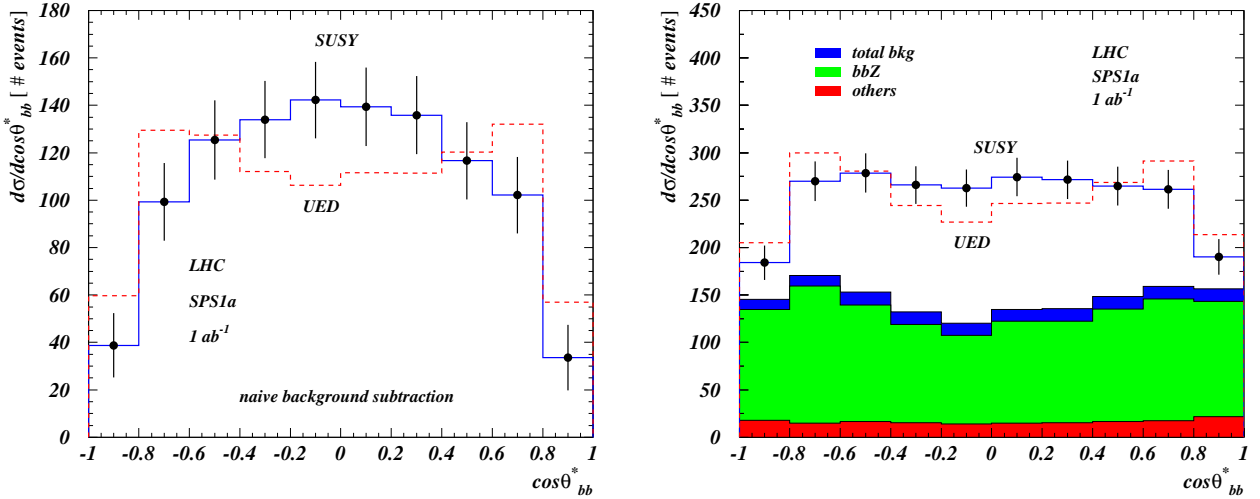 dσ/dcosθ*bb [ # events]
180
160
140
120
100
80
60
40
20
0
SUSY
UED
LHC
SPS1a
1 ab-1
naive background subtraction
-1 -0.8 -0.6 -0.4 -0.2 0 0.2 0.4 0.6 0.8 1
cosθ*bb
dσ/dcosθ*bb [ # events]
450
400
350
300
250
200
150
100
50
0
total bkg
bbZ
others
LHC
SPS1a
1 ab-1
SUSY
UED
-1 -0.8 -0.6 -0.4 -0.2 0 0.2 0.4 0.6 0.8 1
cosθ*bb